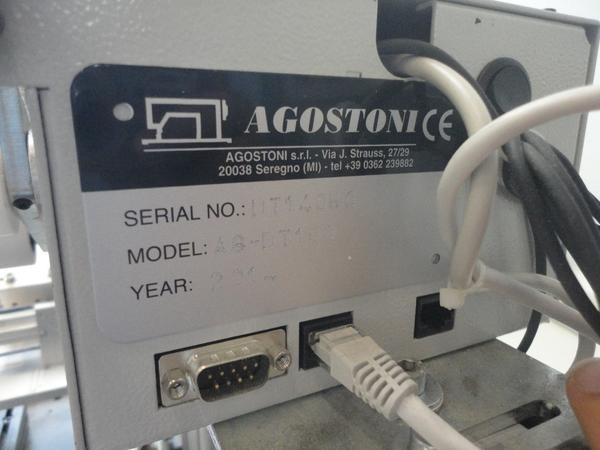 AGOSTONI CE
AGOSTONI s.r.l. - Via J. Strauss, 27/29
20038 Seregno (MI) - tel +39 0362 239882
SERIAL NO.:
MODEL:
YEAR: